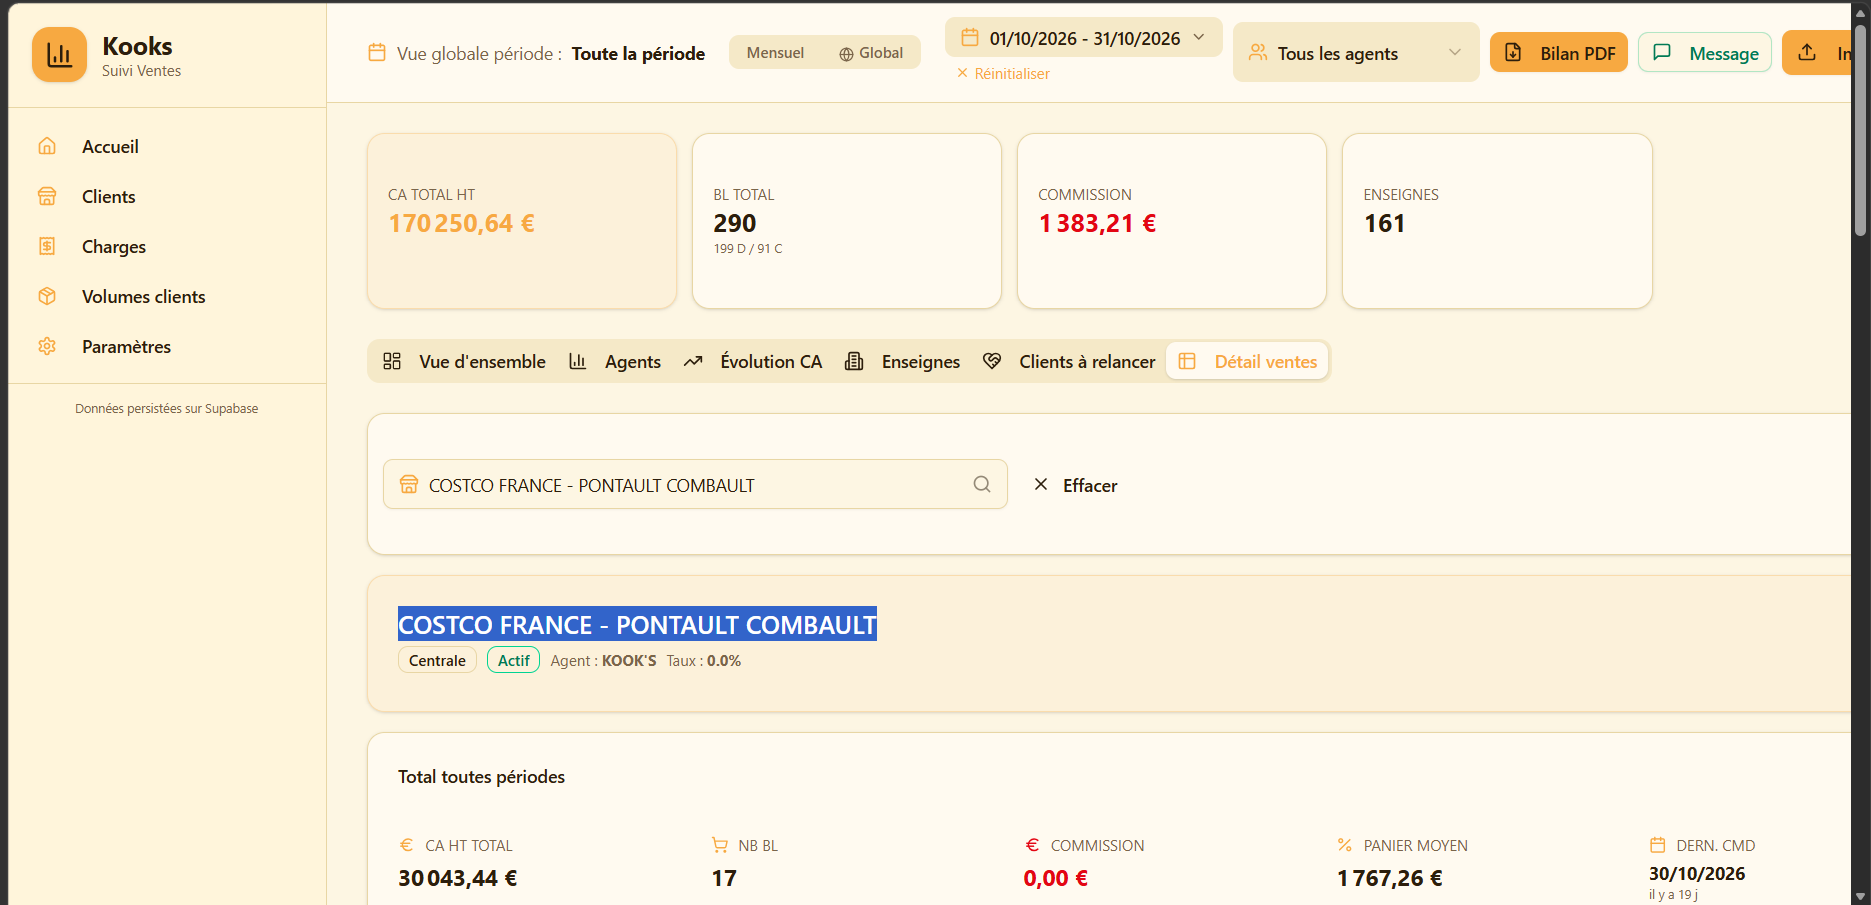 Kooks
Suivi Ventes
Accueil
Clients
Charges
Volumes clients
Paramètres
Données persistées sur Supabase
Vue globale période : Toute la période
Mensuel Global
01/10/2026 - 31/10/2026
Réinitialiser
Tous les agents
Bilan PDF
Message
In
CA TOTAL HT
170 250,64 €
BL TOTAL
290
199 D / 91 C
COMMISSION
1 383,21 €
ENSEIGNES
161
Vue d'ensemble Agents Évolution CA Enseignes Clients à relancer Détail ventes
COSTCO FRANCE - PONTAULT COMBAULT
Effacer
COSTCO FRANCE - PONTAULT COMBAULT
Centrale Actif Agent : KOOK'S Taux : 0.0%
Total toutes périodes
CA HT TOTAL
30 043,44 €
NB BL
17
COMMISSION
0,00 €
PANIER MOYEN
1 767,26 €
DERN. CMD
30/10/2026
il y a 19 j